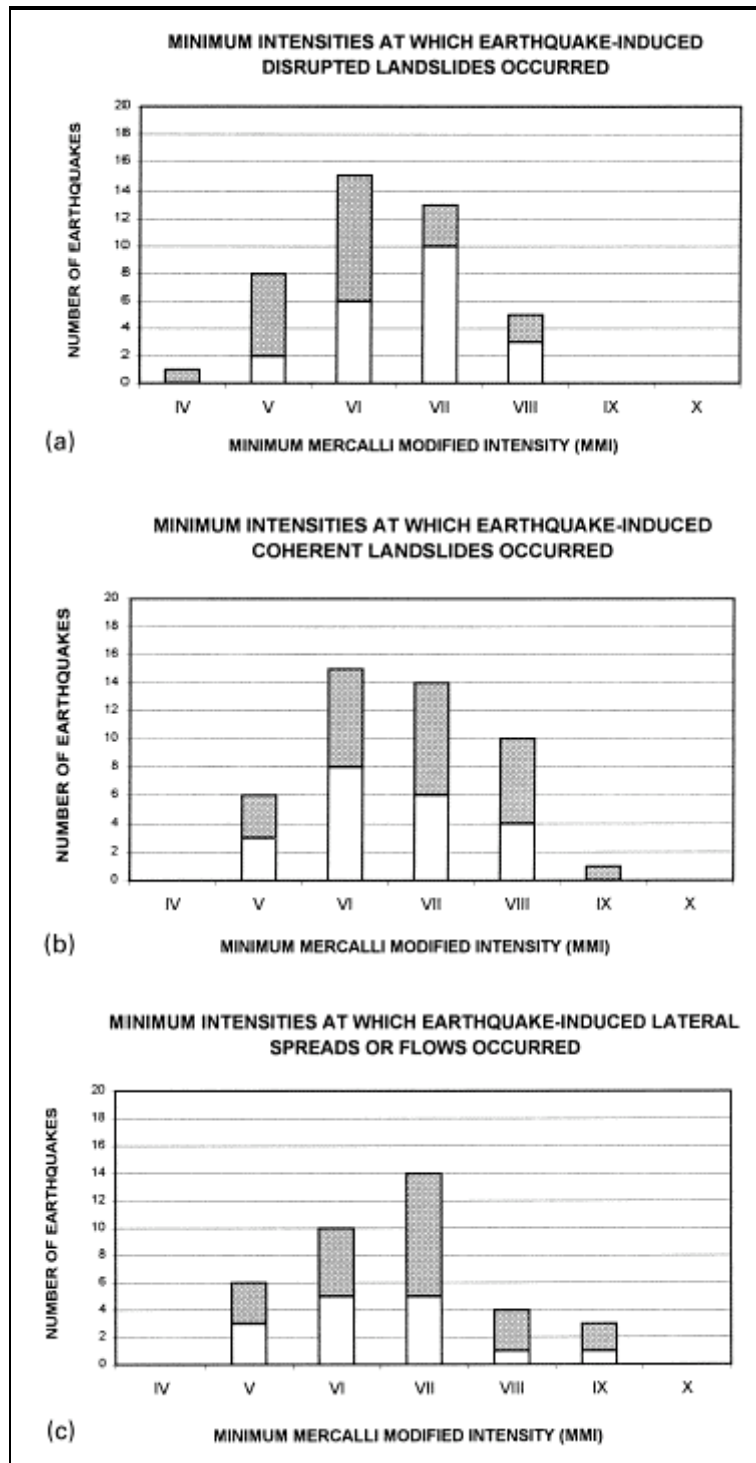 MINIMUM INTENSITIES AT WHICH EARTHQUAKE-INDUCED
DISRUPTED LANDSLIDES OCCURRED
NUMBER OF EARTHQUAKES
20
18
16
14
12
10
8
6
4
2
0
IV V VI VII VIII IX X
(a)
MINIMUM MERCALLI MODIFIED INTENSITY (MMI)
MINIMUM INTENSITIES AT WHICH EARTHQUAKE-INDUCED
COHERENT LANDSLIDES OCCURRED
NUMBER OF EARTHQUAKES
20
18
16
14
12
10
8
6
4
2
0
IV V VI VII VIII IX X
(b)
MINIMUM MERCALLI MODIFIED INTENSITY (MMI)
MINIMUM INTENSITIES AT WHICH EARTHQUAKE-INDUCED LATERAL
SPREADS OR FLOWS OCCURRED
NUMBER OF EARTHQUAKES
20
18
16
14
12
10
8
6
4
2
0
IV V VI VII VIII IX X
(c)
MINIMUM MERCALLI MODIFIED INTENSITY (MMI)